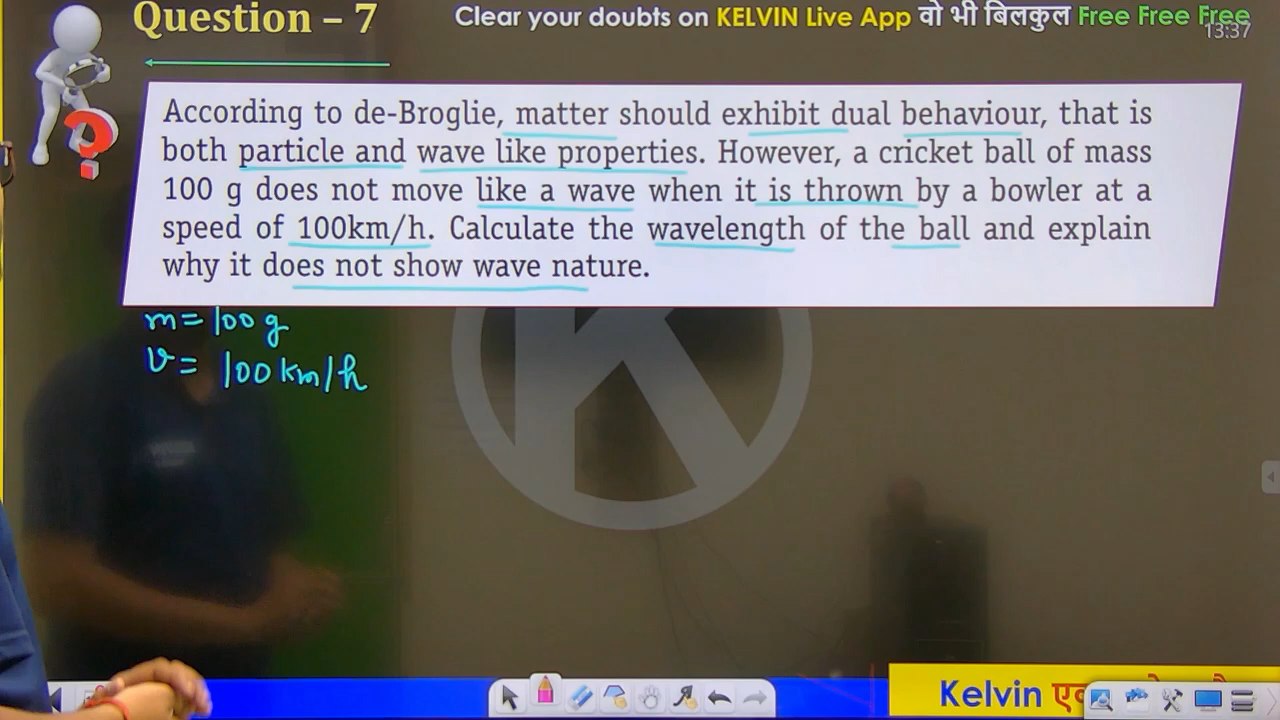 Question – 7
Clear your doubts on KELVIN Live App वो भी बिलकुल Free Free Free
13:37
According to de-Broglie, matter should exhibit dual behaviour, that is
both particle and wave like properties. However, a cricket ball of mass
100 g does not move like a wave when it is thrown by a bowler at a
speed of 100km/h. Calculate the wavelength of the ball and explain
why it does not show wave nature.
m = 100 g
v = 100 km/h
K
Kelvin